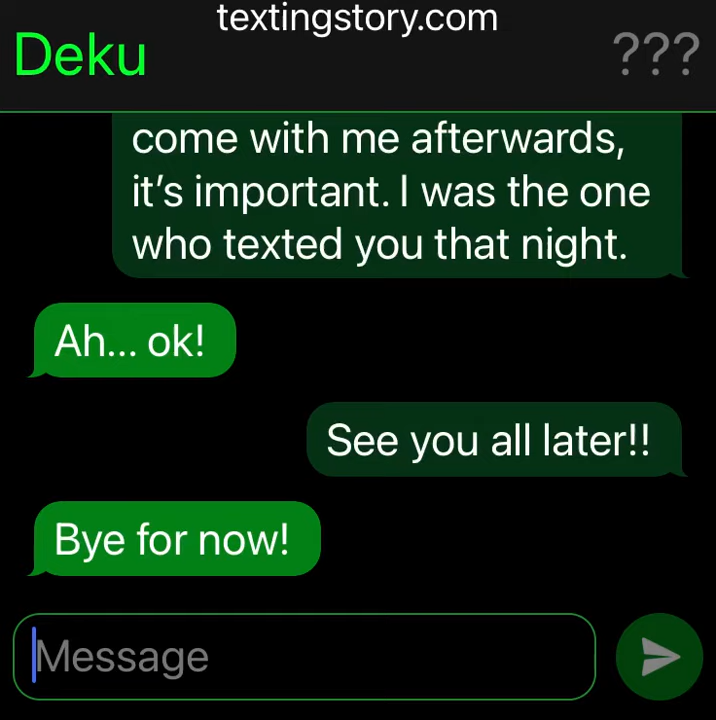 textingstory.com
Deku
???
come with me afterwards,
it's important. I was the one
who texted you that night.
Ah... ok!
See you all later!!
Bye for now!
Message